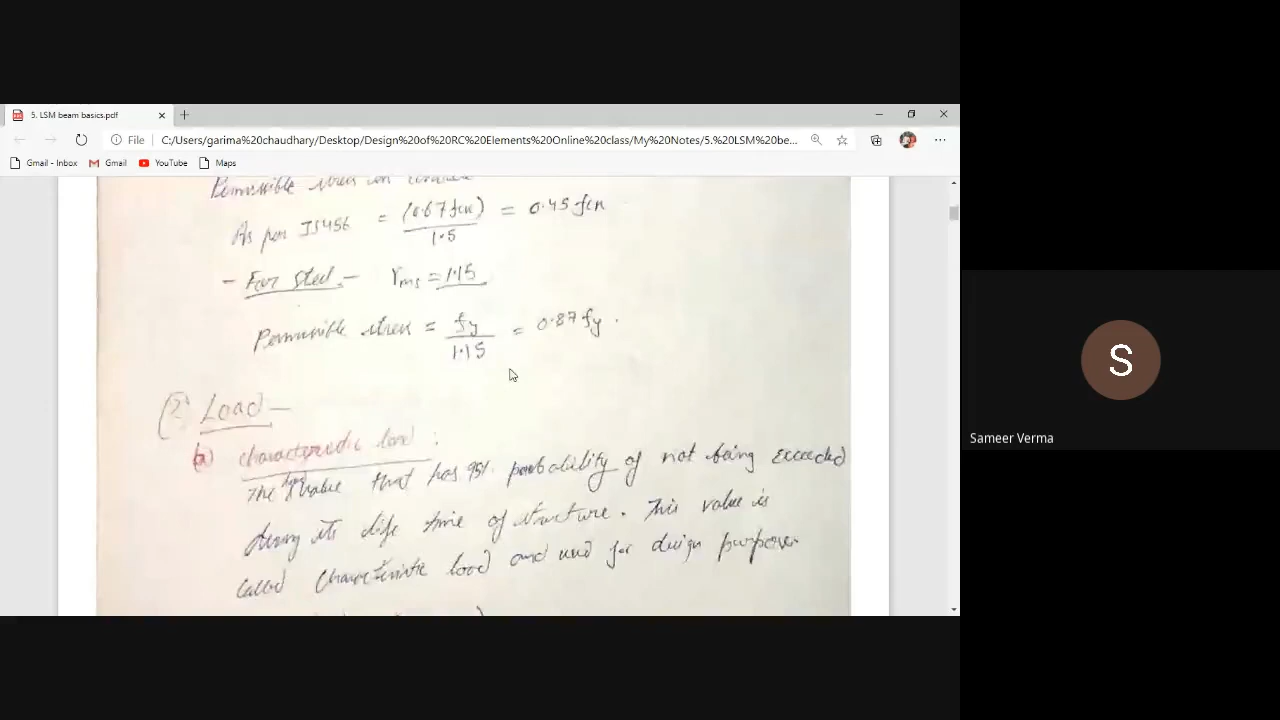 5. LSM beam basics.pdf
File C:/Users/garima%20chaudhary/Desktop/Design%20of%20RC%20Elements%20Online%20class/My%20Notes/5.%20LSM%20be...
Gmail - Inbox Gmail YouTube Maps
Permissible stress in concrete
As per IS456 = (0.67fck)/1.5 = 0.45 fck
- For steel - γms = 1.15
Permissible stress = fy/1.15 = 0.87 fy.
(2) Load -
(a) Characteristic load :
The value that has 95% probability of not being exceeded
during its life time of structure. This value is
called characteristic load and used for design purposes
S
Sameer Verma